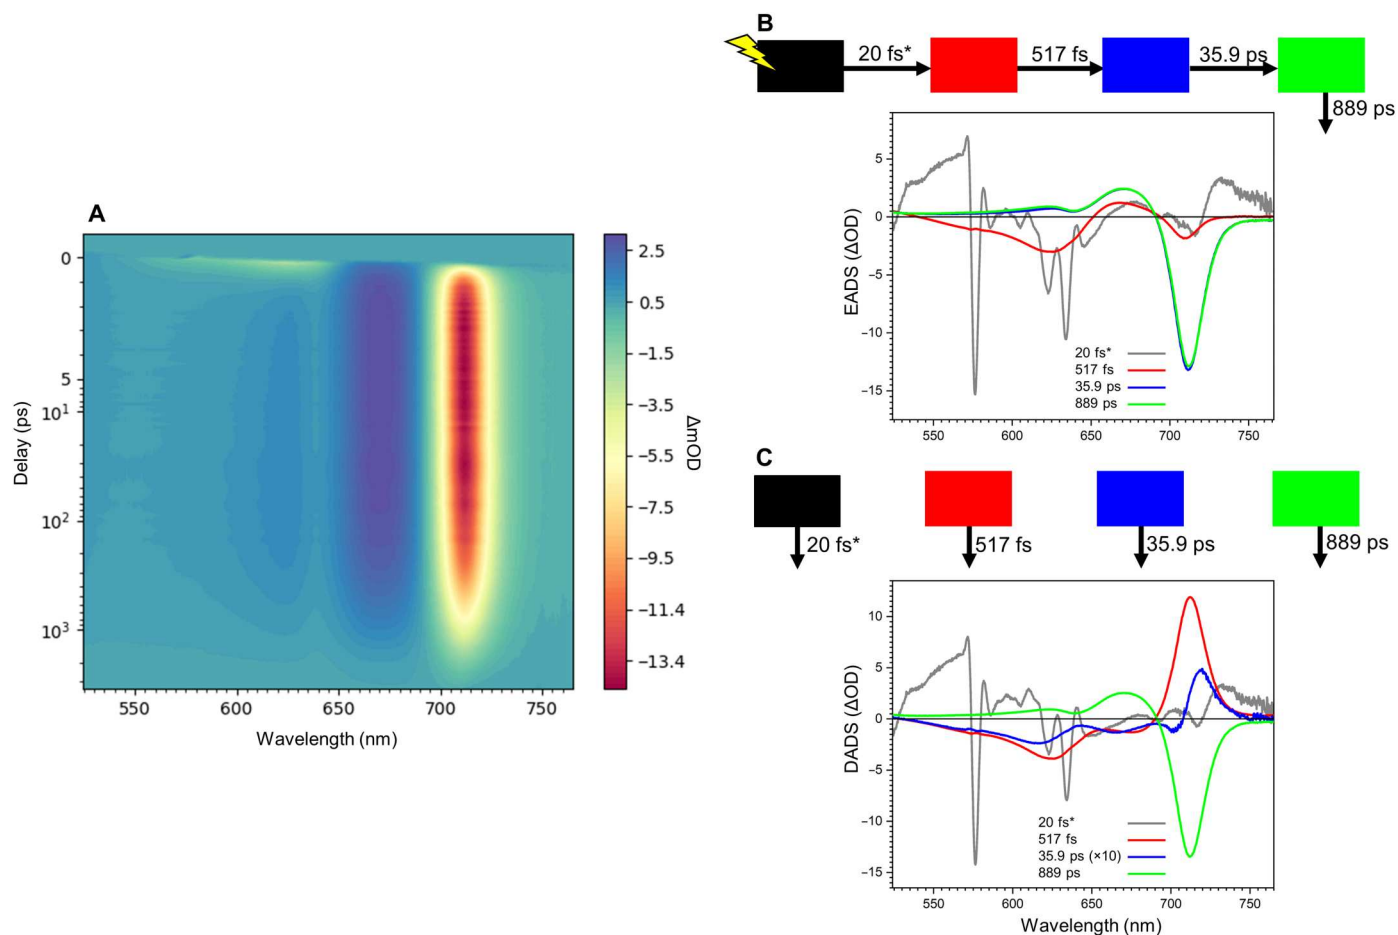 A
0
5
10¹
10²
10³
Delay (ps)
550
600
650
700
750
Wavelength (nm)
2.5
0.5
−1.5
−3.5
−5.5
−7.5
−9.5
−11.4
−13.4
ΔmOD
B
20 fs*
517 fs
35.9 ps
889 ps
5
0
−5
−10
−15
EADS (ΔOD)
20 fs*
517 fs
35.9 ps
889 ps
550
600
650
700
750
C
20 fs*
517 fs
35.9 ps
889 ps
10
5
0
−5
−10
−15
DADS (ΔOD)
20 fs*
517 fs
35.9 ps (×10)
889 ps
550
600
650
700
750
Wavelength (nm)